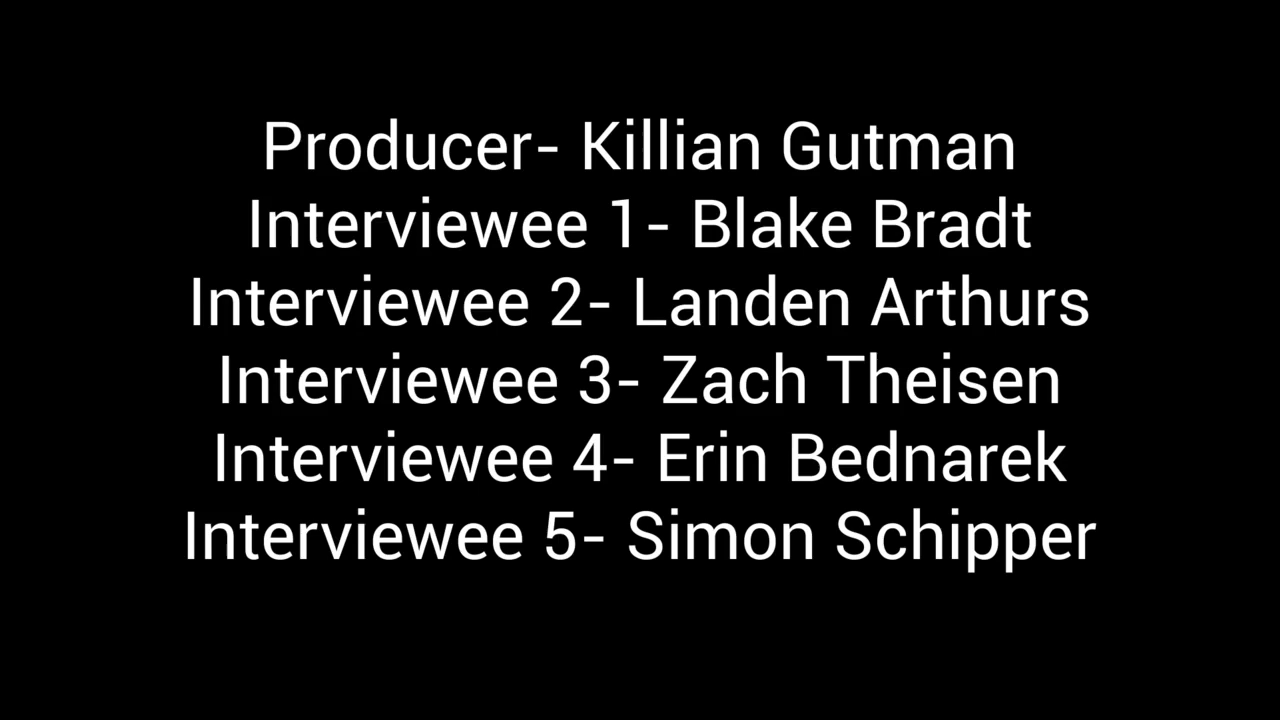 Producer- Killian Gutman
Interviewee 1- Blake Bradt
Interviewee 2- Landen Arthurs
Interviewee 3- Zach Theisen
Interviewee 4- Erin Bednarek
Interviewee 5- Simon Schipper